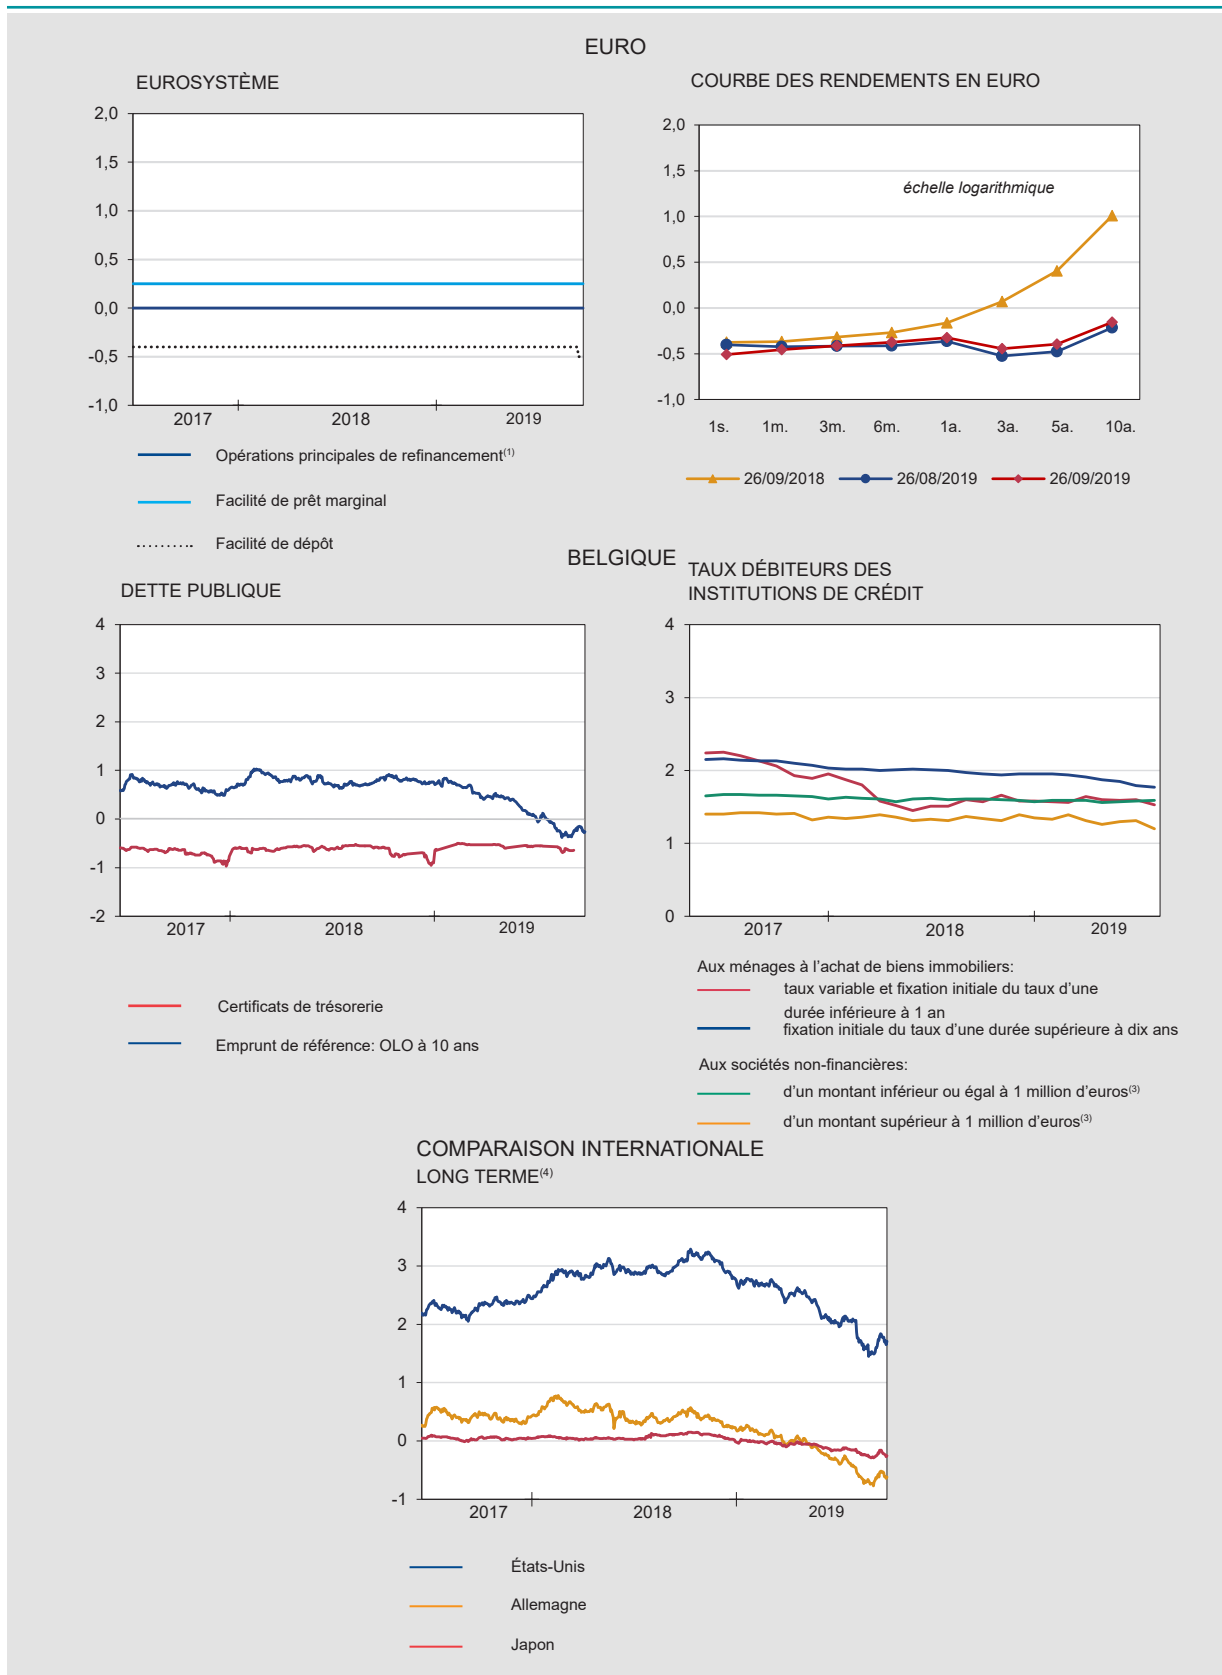 EURO
EUROSYSTÈME
2,0
1,5
1,0
0,5
0,0
-0,5
-1,0
2017
2018
2019
Opérations principales de refinancement(1)
Facilité de prêt marginal
Facilité de dépôt
COURBE DES RENDEMENTS EN EURO
2,0
1,5
1,0
0,5
0,0
-0,5
-1,0
échelle logarithmique
1s.
1m.
3m.
6m.
1a.
3a.
5a.
10a.
26/09/2018
26/08/2019
26/09/2019
BELGIQUE
DETTE PUBLIQUE
4
3
2
1
0
-1
-2
2017
2018
2019
Certificats de trésorerie
Emprunt de référence: OLO à 10 ans
TAUX DÉBITEURS DES
INSTITUTIONS DE CRÉDIT
4
3
2
1
0
2017
2018
2019
Aux ménages à l’achat de biens immobiliers:
taux variable et fixation initiale du taux d’une
durée inférieure à 1 an
fixation initiale du taux d’une durée supérieure à dix ans
Aux sociétés non-financières:
d’un montant inférieur ou égal à 1 million d’euros(3)
d’un montant supérieur à 1 million d’euros(3)
COMPARAISON INTERNATIONALE
LONG TERME(4)
4
3
2
1
0
-1
2017
2018
2019
États-Unis
Allemagne
Japon